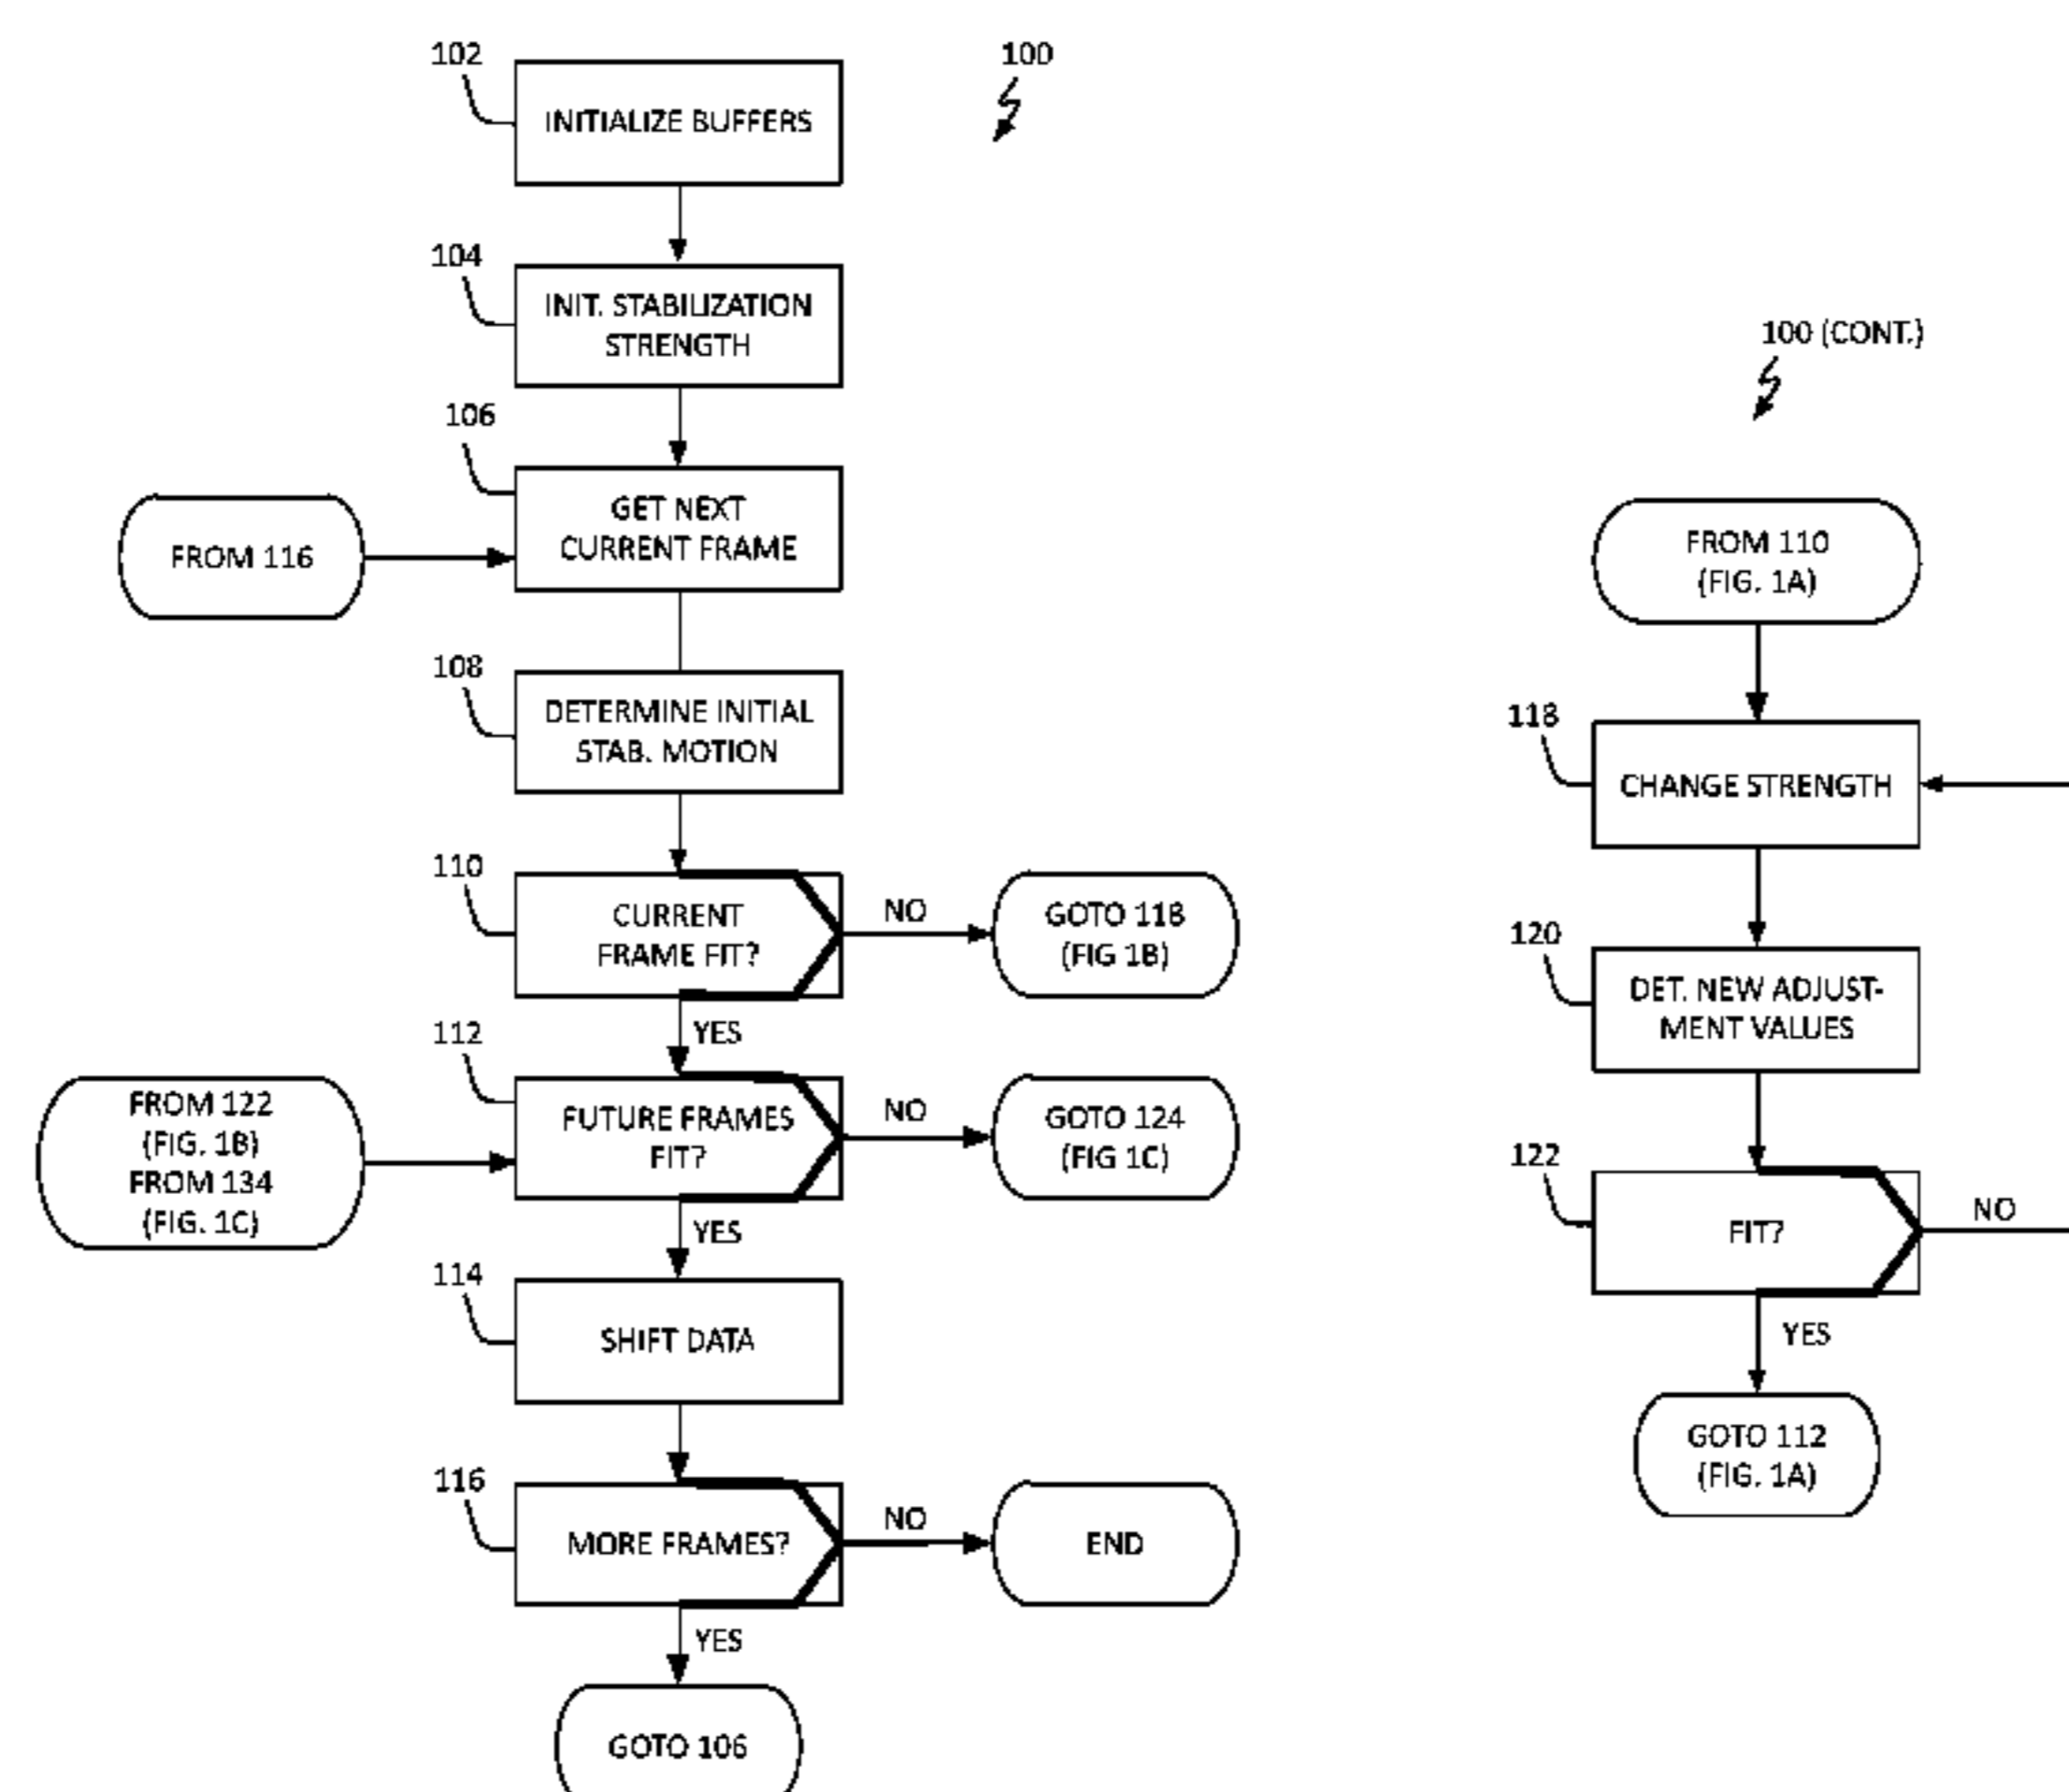 102
100
INITIALIZE BUFFERS
104
INIT. STABILIZATION
STRENGTH
106
GET NEXT
CURRENT FRAME
FROM 116
108
DETERMINE INITIAL
STAB. MOTION
110
CURRENT
FRAME FIT?
NO
GOTO 118
(FIG 1B)
YES
112
FROM 122
(FIG. 1B)
FROM 134
(FIG. 1C)
FUTURE FRAMES
FIT?
NO
GOTO 124
(FIG 1C)
YES
114
SHIFT DATA
116
MORE FRAMES?
NO
END
YES
GOTO 106
100 (CONT.)
FROM 110
(FIG. 1A)
118
CHANGE STRENGTH
120
DET. NEW ADJUST-
MENT VALUES
122
FIT?
NO
YES
GOTO 112
(FIG. 1A)